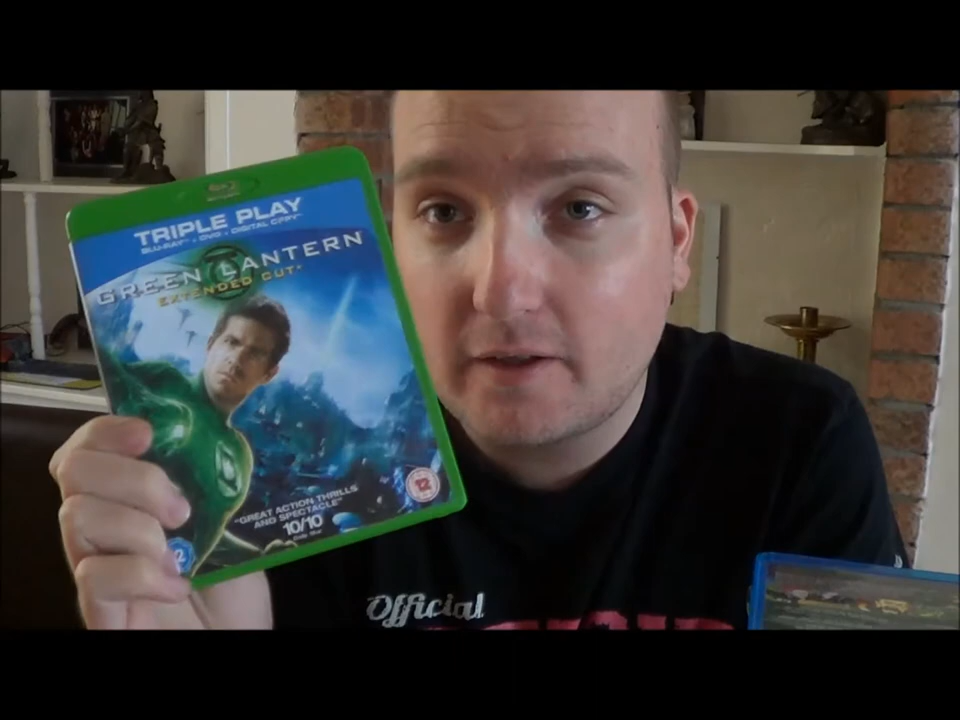 TRIPLE PLAY
BLU-RAY™ + DVD + DIGITAL COPY
GREEN LANTERN
EXTENDED CUT
12
"GREAT ACTION THRILLS
AND SPECTACLE"
10/10
Official